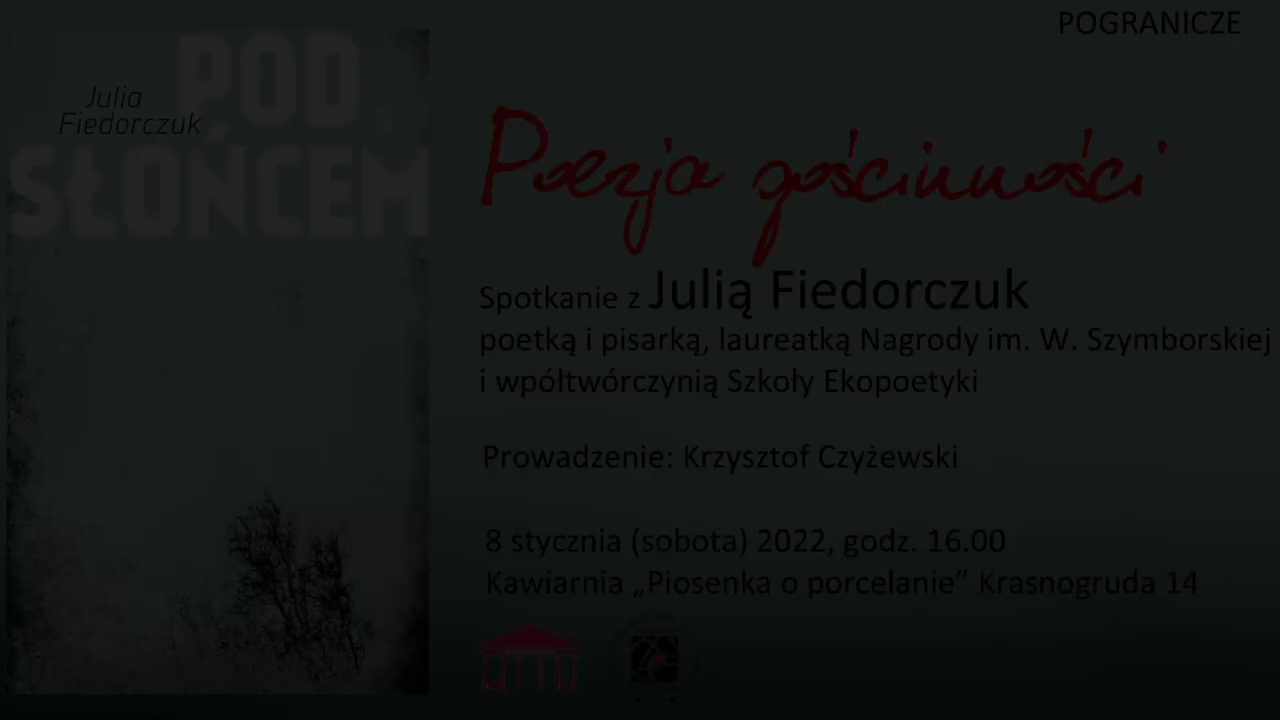 POGRANICZE
POD
Julia
Fiedorczuk
SŁOŃCEM
Poezja gościnności
Spotkanie z Julią Fiedorczuk
poetką i pisarką, laureatką Nagrody im. W. Szymborskiej
i wpółtwórczynią Szkoły Ekopoetyki
Prowadzenie: Krzysztof Czyżewski
8 stycznia (sobota) 2022, godz. 16.00
Kawiarnia „Piosenka o porcelanie” Krasnogruda 14